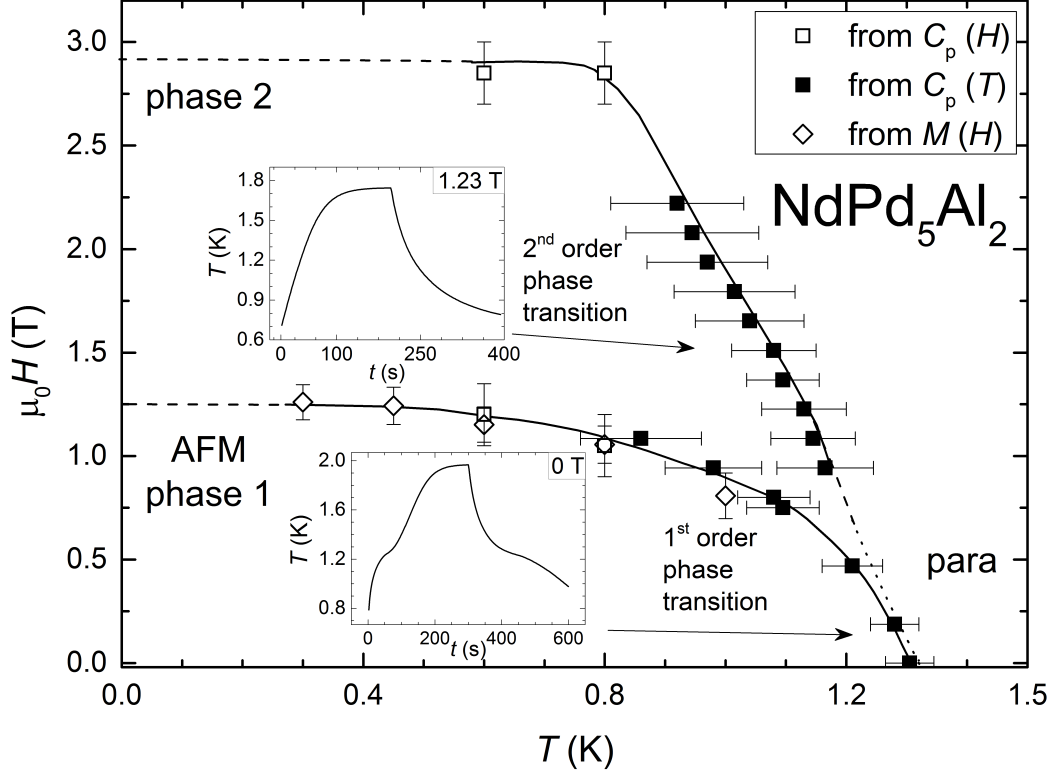 3.0
2.5
2.0
1.5
1.0
0.5
0.0
μ₀H (T)
0.0 0.4 0.8 1.2 1.5
T (K)
from Cₚ (H)
from Cₚ (T)
from M (H)
NdPd₅Al₂
phase 2
1.8
1.5
1.2
0.9
0.6
T (K)
1.23 T
0 100 250 400
t (s)
2ⁿᵈ order
phase
transition
AFM
phase 1
2.0
1.6
1.2
0.8
T (K)
0 T
0 200 400 600
t (s)
1ˢᵗ order
phase
transition
para